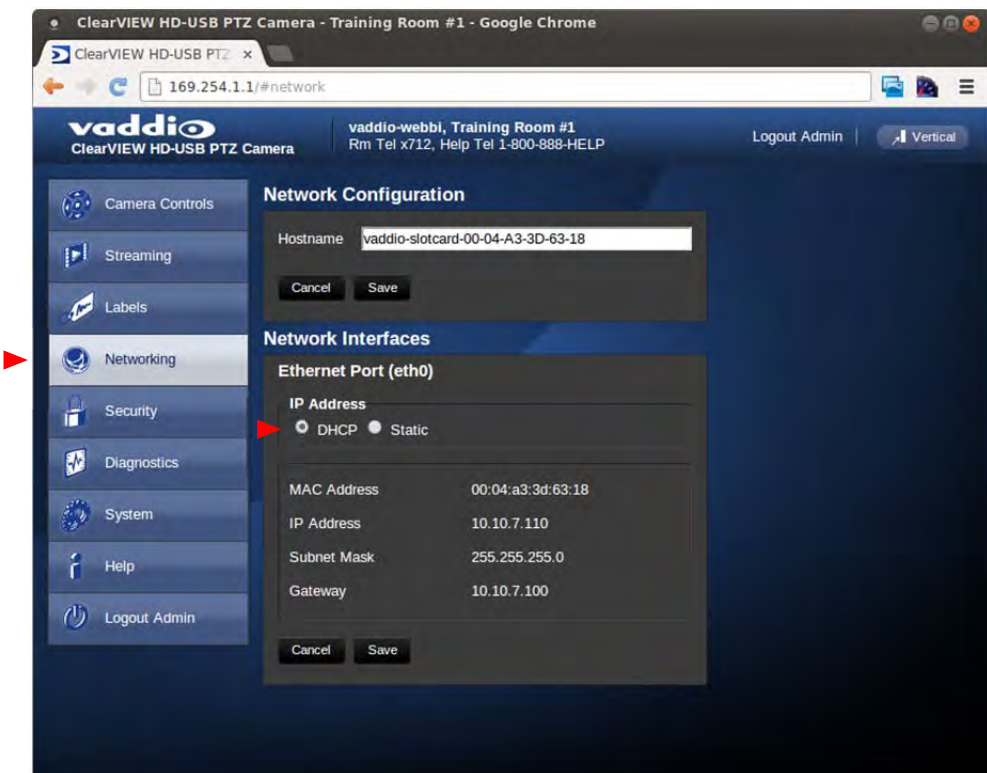 ClearVIEW HD-USB PTZ Camera - Training Room #1 - Google Chrome
ClearVIEW HD-USB PTZ
169.254.1.1/#network
vaddio
ClearVIEW HD-USB PTZ Camera
vaddio-webbi, Training Room #1
Rm Tel x712, Help Tel 1-800-888-HELP
Logout Admin
Vertical
Camera Controls
Streaming
Labels
Networking
Security
Diagnostics
System
Help
Logout Admin
Network Configuration
Hostname vaddio-slotcard-00-04-A3-3D-63-18
Cancel Save
Network Interfaces
Ethernet Port (eth0)
IP Address
DHCP Static
MAC Address 00:04:a3:3d:63:18
IP Address 10.10.7.110
Subnet Mask 255.255.255.0
Gateway 10.10.7.100
Cancel Save